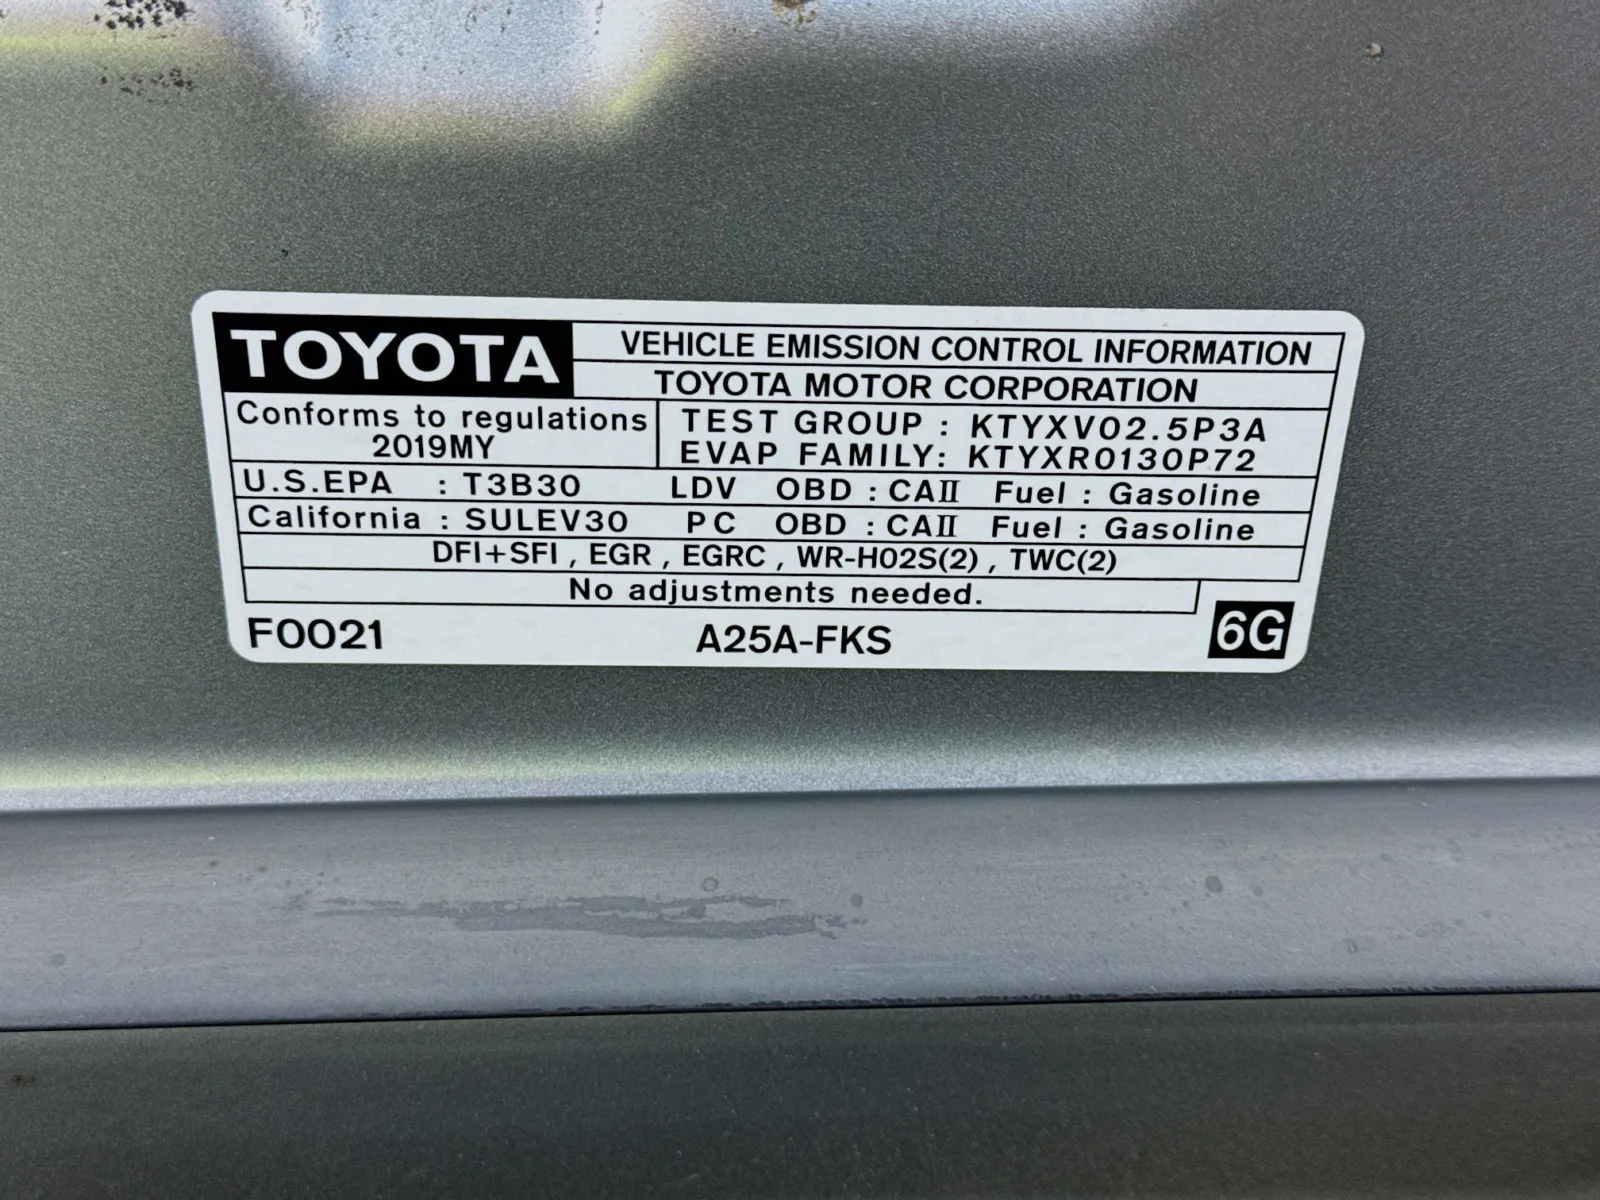 TOYOTA
VEHICLE EMISSION CONTROL INFORMATION
TOYOTA MOTOR CORPORATION
Conforms to regulations
2019MY
TEST GROUP : KTYXV02.5P3A
EVAP FAMILY: KTYXR0130P72
U.S.EPA : T3B30 LDV OBD : CAII Fuel : Gasoline
California : SULEV30 PC OBD : CAII Fuel : Gasoline
DFI+SFI , EGR , EGRC , WR-HO2S(2) , TWC(2)
No adjustments needed.
F0021 A25A-FKS 6G